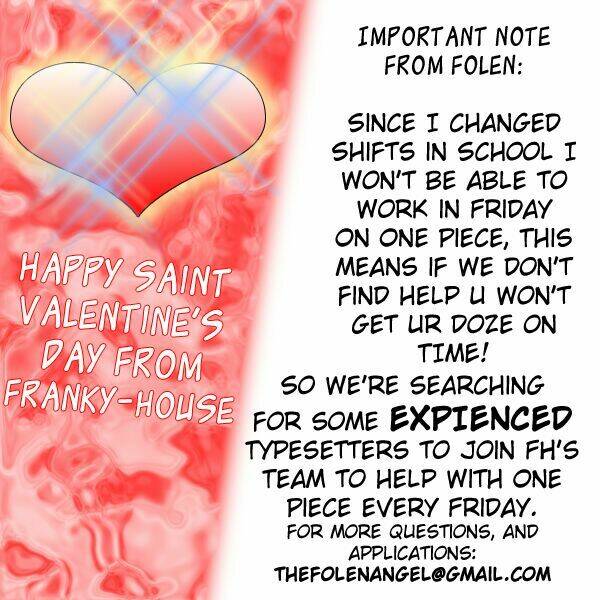 HAPPY SAINT
VALENTINE'S
DAY FROM
FRANKY-HOUSE
IMPORTANT NOTE
FROM FOLEN:
SINCE I CHANGED
SHIFTS IN SCHOOL I
WON'T BE ABLE TO
WORK IN FRIDAY
ON ONE PIECE, THIS
MEANS IF WE DON'T
FIND HELP U WON'T
GET UR DOZE ON
TIME!
SO WE'RE SEARCHING
FOR SOME EXPIENCED
TYPESETTERS TO JOIN FH'S
TEAM TO HELP WITH ONE
PIECE EVERY FRIDAY.
FOR MORE QUESTIONS, AND
APPLICATIONS:
THEFOLENANGEL@GMAIL.COM